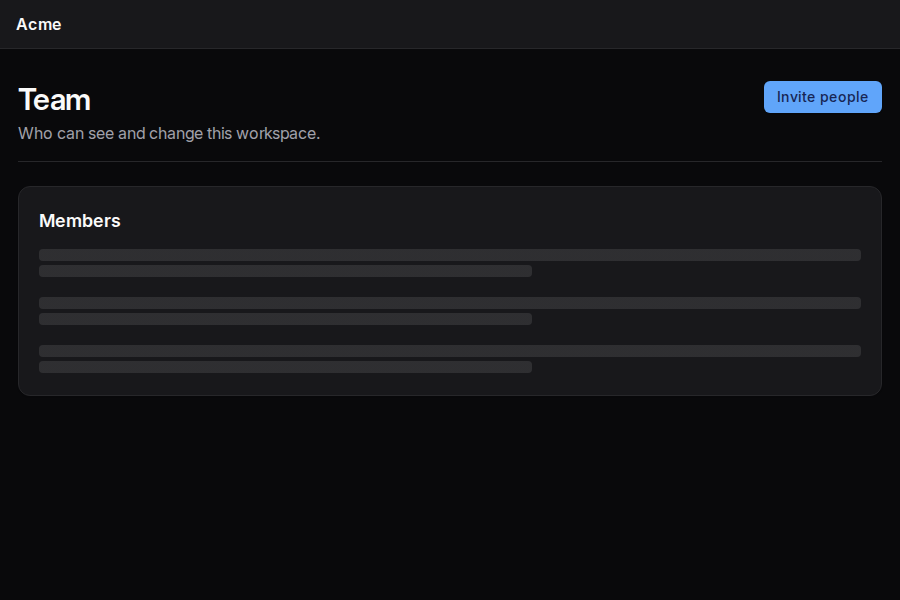 Acme
Team
Invite people
Who can see and change this workspace.
Members